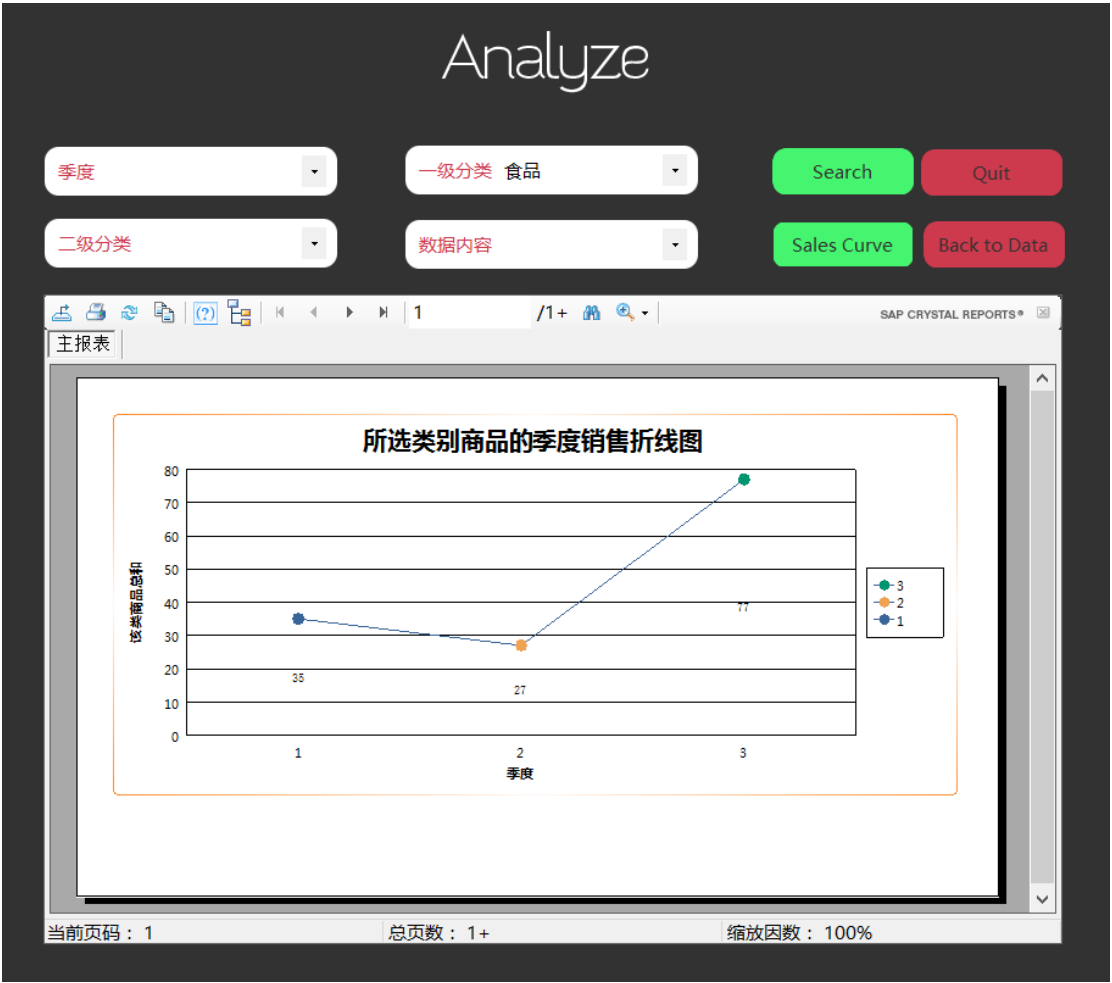 Analyze
季度
一级分类 食品
Search
Quit
二级分类
数据内容
Sales Curve
Back to Data
1
/1+
SAP CRYSTAL REPORTS®
主报表
所选类别商品的季度销售折线图
80
70
60
50
40
30
20
10
0
该类商品总和
35
27
77
1
2
3
季度
3
2
1
当前页码： 1
总页数： 1+
缩放因数： 100%